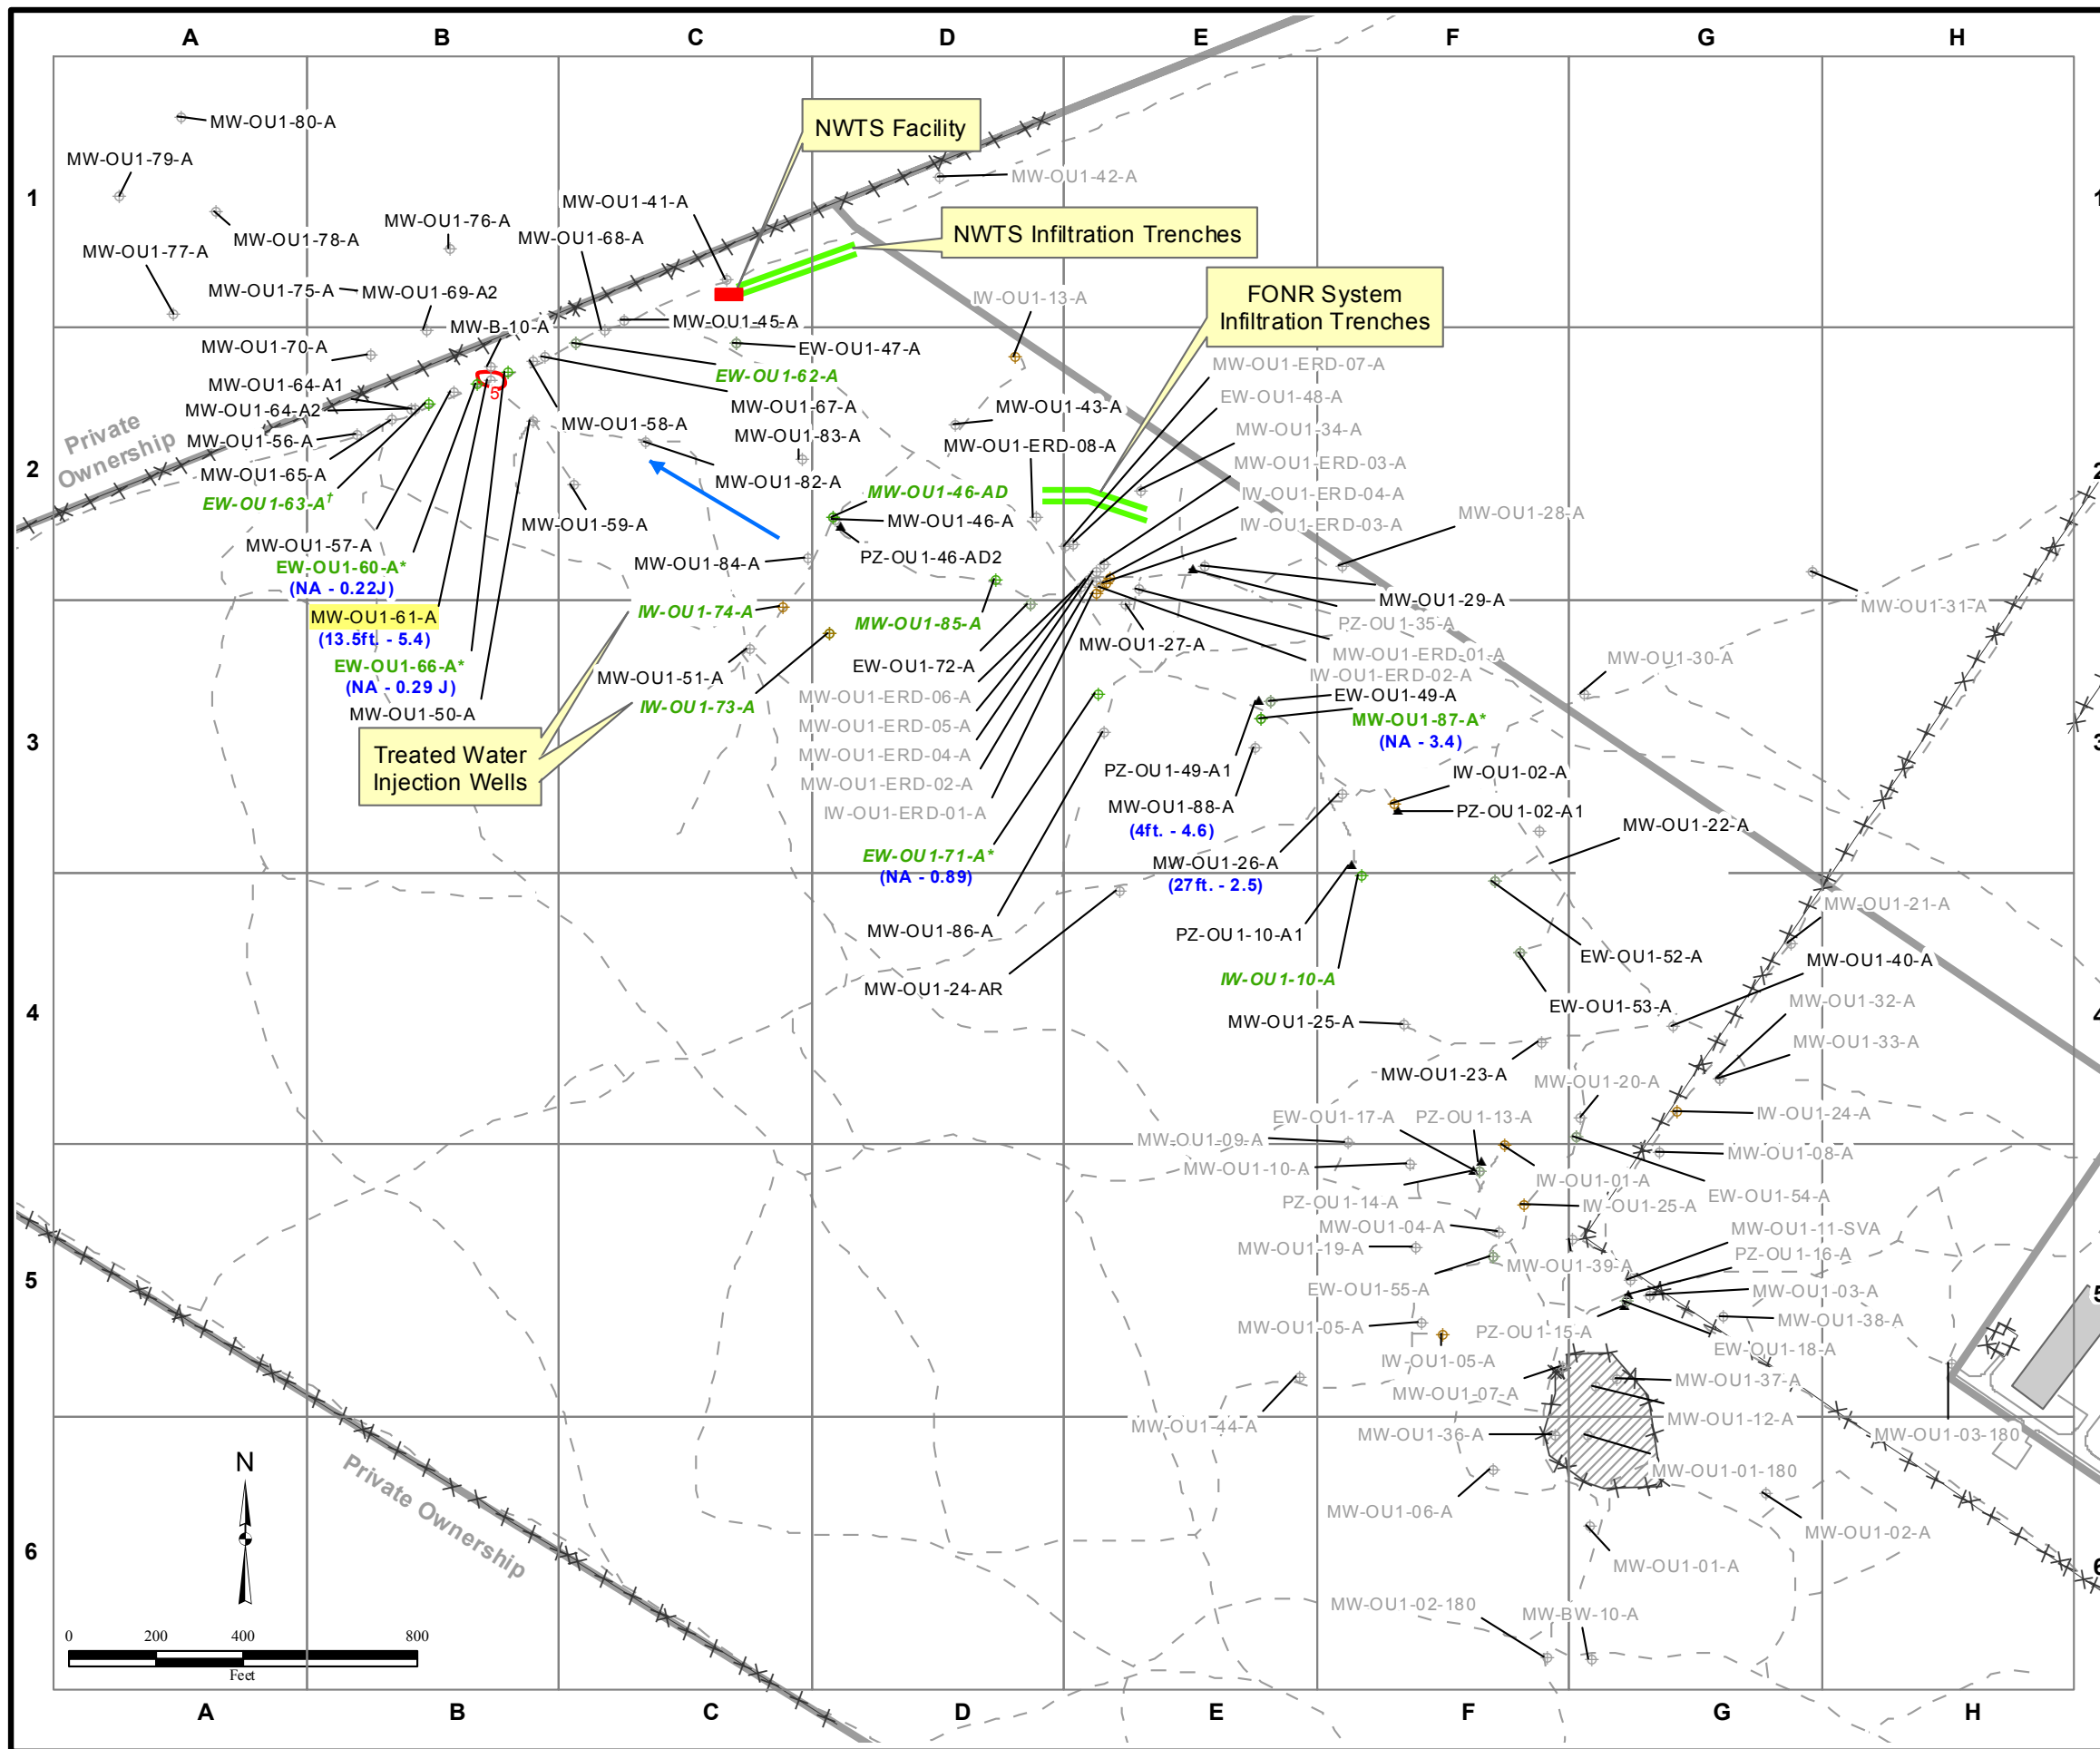 A B C D E F G H
NWTS Facility
MW-OU1-80-A
MW-OU1-79-A
MW-OU1-42-A
1
1
MW-OU1-41-A
MW-OU1-76-A
MW-OU1-68-A
MW-OU1-78-A
NWTS Infiltration Trenches
MW-OU1-77-A
MW-OU1-75-A
MW-OU1-69-A2
IW-OU1-13-A
FONR System
Infiltration Trenches
MW-B-10-A
MW-OU1-45-A
MW-OU1-70-A
EW-OU1-47-A
MW-OU1-ERD-07-A
EW-OU1-62-A
MW-OU1-64-A1
5
EW-OU1-48-A
MW-OU1-64-A2
MW-OU1-67-A
MW-OU1-43-A
MW-OU1-58-A
MW-OU1-34-A
Private
Ownership
MW-OU1-56-A
MW-OU1-83-A
MW-OU1-ERD-08-A
MW-OU1-65-A
MW-OU1-ERD-03-A
2
2
MW-OU1-82-A
EW-OU1-63-A†
MW-OU1-46-AD
IW-OU1-ERD-04-A
MW-OU1-59-A
MW-OU1-46-A
IW-OU1-ERD-03-A
MW-OU1-28-A
MW-OU1-57-A
PZ-OU1-46-AD2
MW-OU1-84-A
EW-OU1-60-A*
(NA - 0.22J)
MW-OU1-29-A
MW-OU1-31-A
MW-OU1-61-A
(13.5ft. - 5.4)
IW-OU1-74-A
MW-OU1-85-A
PZ-OU1-35-A
MW-OU1-27-A
MW-OU1-ERD-01-A
MW-OU1-30-A
EW-OU1-66-A*
(NA - 0.29 J)
EW-OU1-72-A
IW-OU1-ERD-02-A
MW-OU1-51-A
MW-OU1-ERD-06-A
EW-OU1-49-A
IW-OU1-73-A
MW-OU1-50-A
MW-OU1-87-A*
(NA - 3.4)
MW-OU1-ERD-05-A
3
3
Treated Water
Injection Wells
MW-OU1-ERD-04-A
PZ-OU1-49-A1
IW-OU1-02-A
MW-OU1-ERD-02-A
MW-OU1-88-A
(4ft. - 4.6)
PZ-OU1-02-A1
IW-OU1-ERD-01-A
MW-OU1-22-A
EW-OU1-71-A*
(NA - 0.89)
MW-OU1-26-A
(27ft. - 2.5)
MW-OU1-21-A
MW-OU1-86-A
PZ-OU1-10-A1
EW-OU1-52-A
MW-OU1-40-A
IW-OU1-10-A
MW-OU1-24-AR
MW-OU1-32-A
EW-OU1-53-A
4
4
MW-OU1-25-A
MW-OU1-33-A
MW-OU1-23-A
MW-OU1-20-A
EW-OU1-17-A
PZ-OU1-13-A
IW-OU1-24-A
MW-OU1-09-A
MW-OU1-08-A
MW-OU1-10-A
IW-OU1-01-A
EW-OU1-54-A
PZ-OU1-14-A
IW-OU1-25-A
MW-OU1-04-A
MW-OU1-11-SVA
MW-OU1-19-A
PZ-OU1-16-A
MW-OU1-39-A
5
5
EW-OU1-55-A
MW-OU1-03-A
MW-OU1-05-A
PZ-OU1-15-A
MW-OU1-38-A
EW-OU1-18-A
IW-OU1-05-A
MW-OU1-37-A
MW-OU1-07-A
MW-OU1-44-A
MW-OU1-12-A
MW-OU1-36-A
MW-OU1-03-180
N
Private Ownership
MW-OU1-01-180
MW-OU1-06-A
MW-OU1-02-A
6
6
MW-OU1-01-A
MW-OU1-02-180
MW-BW-10-A
0 200 400 800
Feet
A B C D E F G H